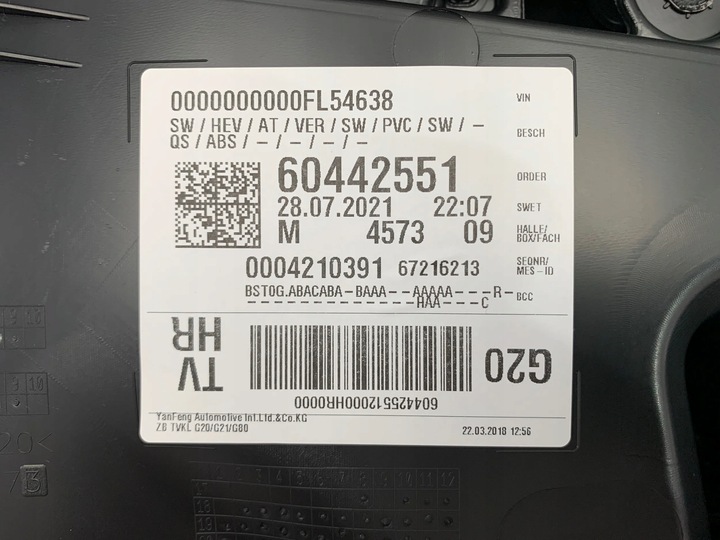 0000000000FL54638 VIN
SW / HEV / AT / VER / SW / PVC / SW / - BESCH
QS / ABS / - / - / - / -
60442551 ORDER
28.07.2021 22:07 SWET
M 4573 09 HALLE/
BOX/FACH
0004210391 67216213 SEQNR/
MES-ID
BST0G.ABACABA-BAAA--AAAAA---R- BCC
TV
HR
604425512000HR0000
G20
YanFeng Automotive Int.Ltd.&Co.KG
ZB TVKL G20/G21/G80 22.03.2018 12:56